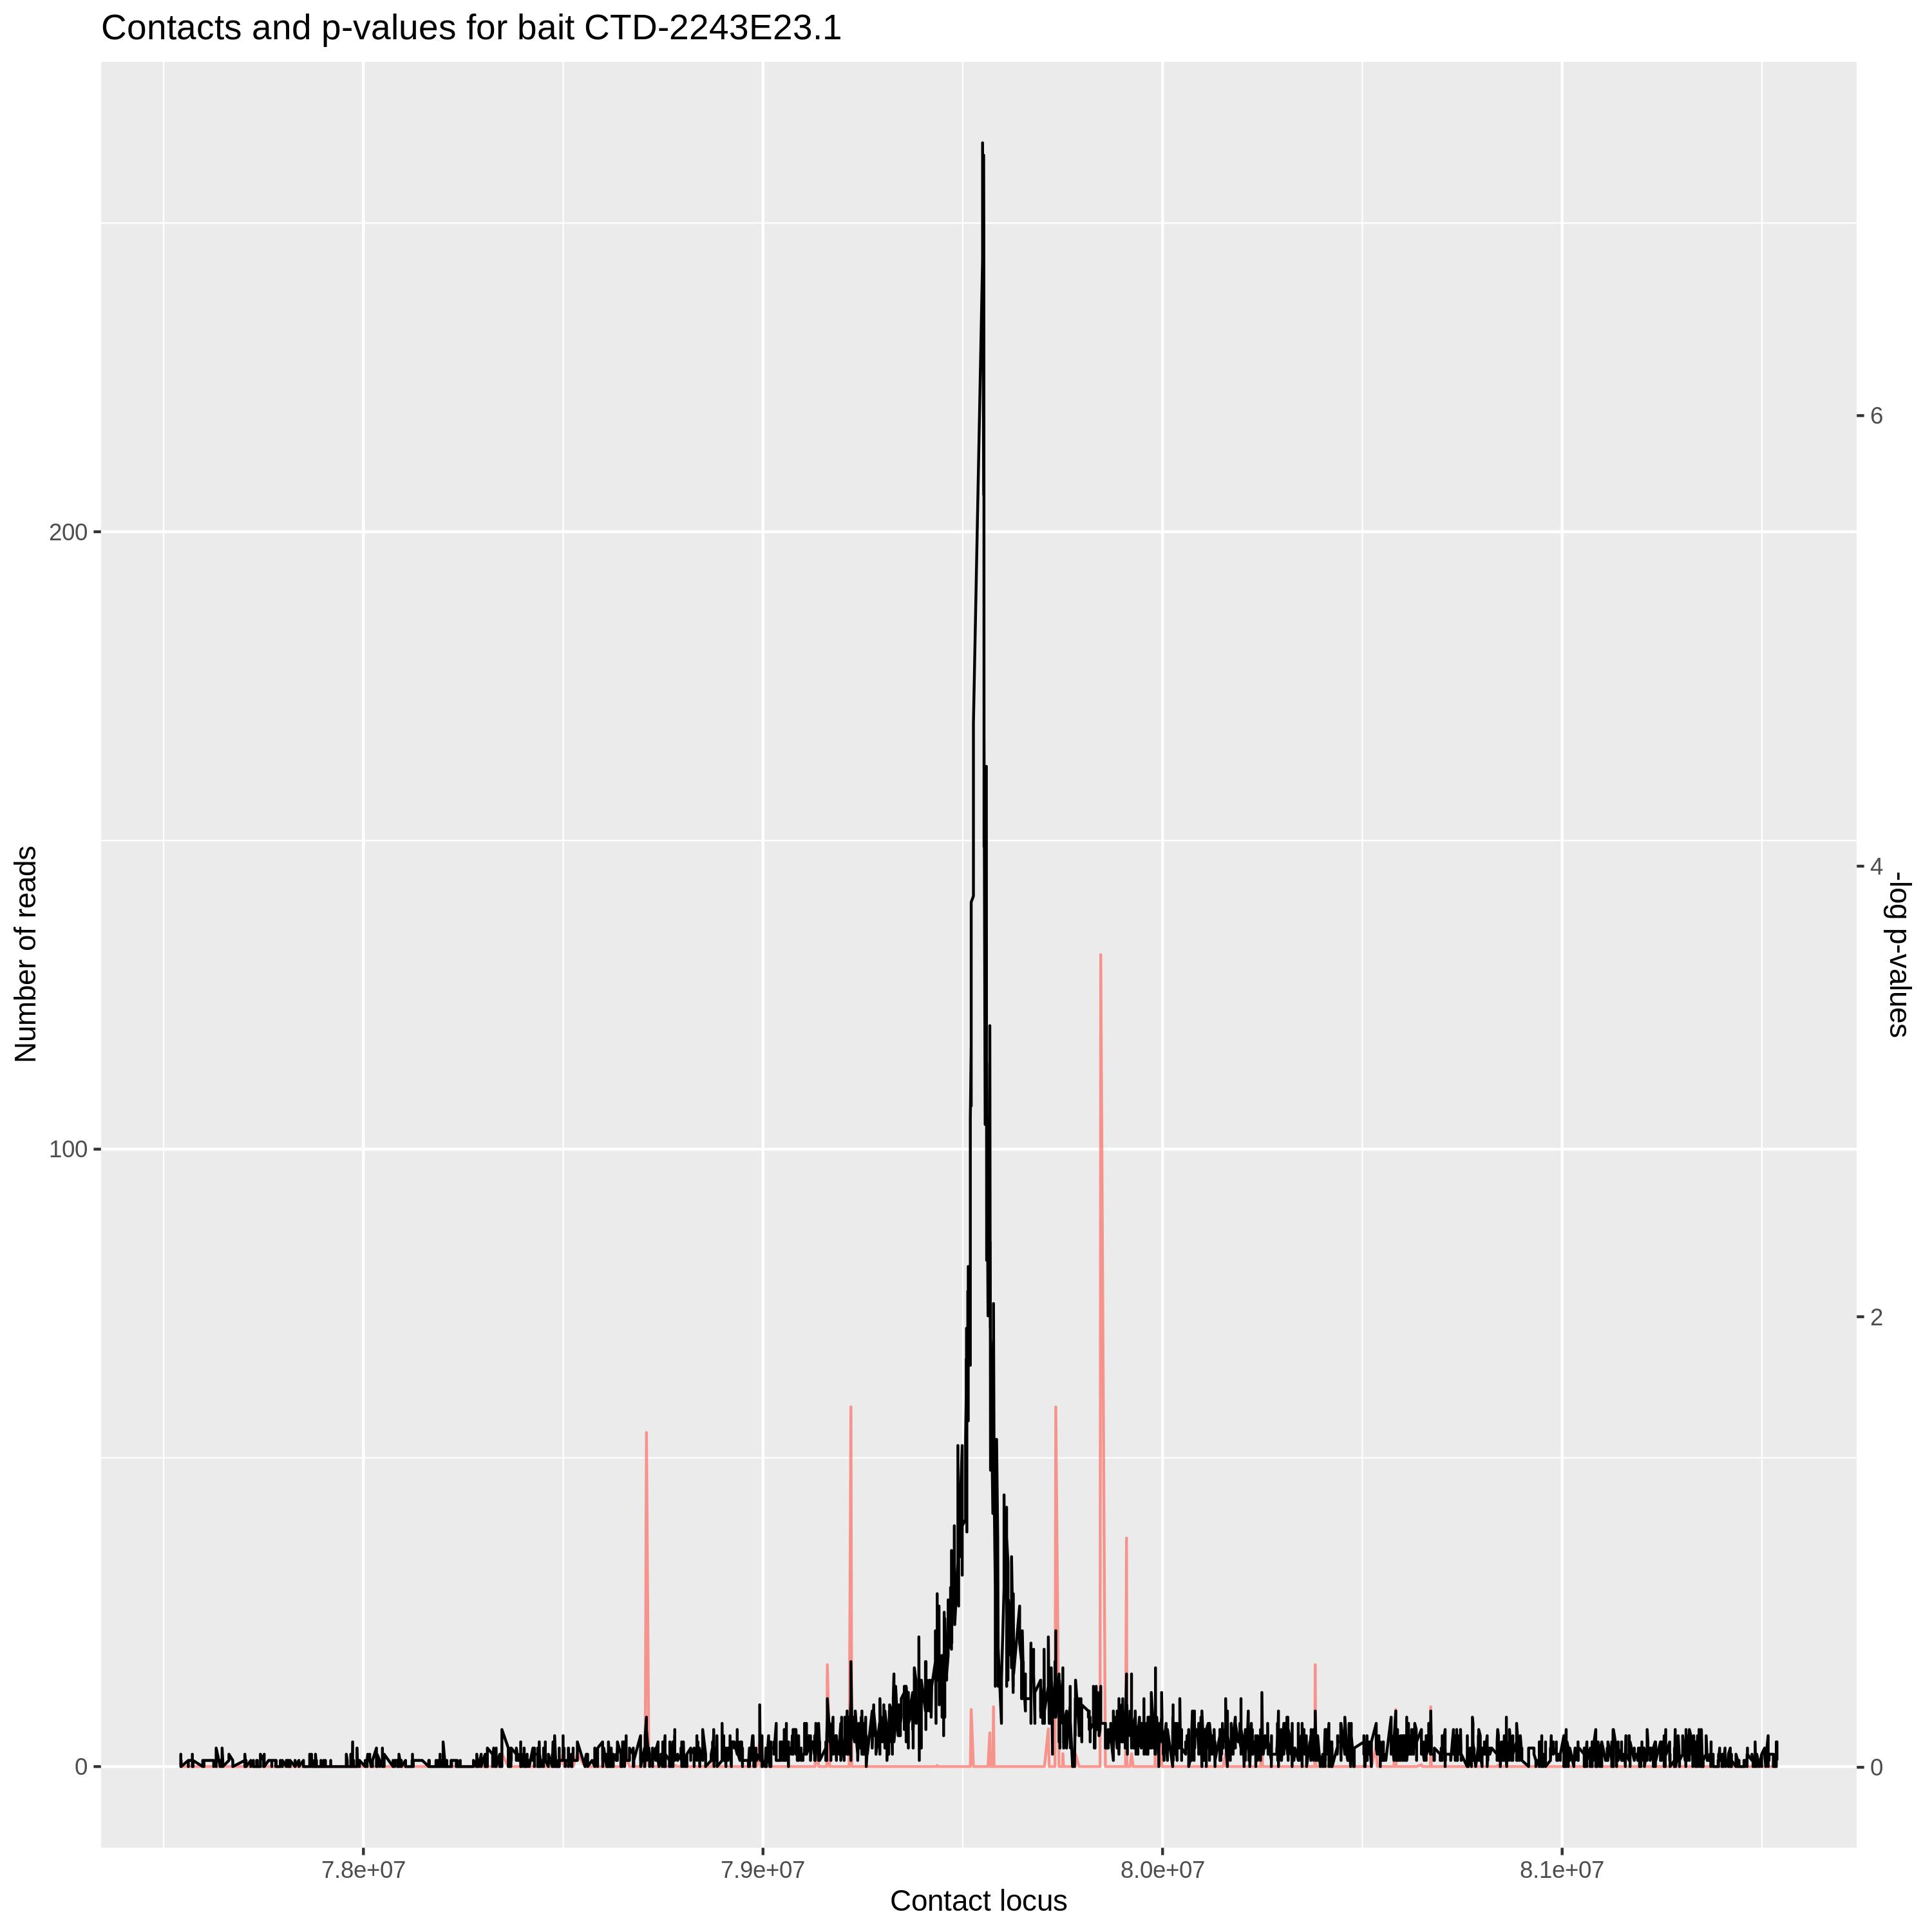 Contacts and p-values for bait CTD-2243E23.1
Number of reads
200
100
0
6
4
2
0
-log p-values
7.8e+07 7.9e+07 8.0e+07 8.1e+07
Contact locus